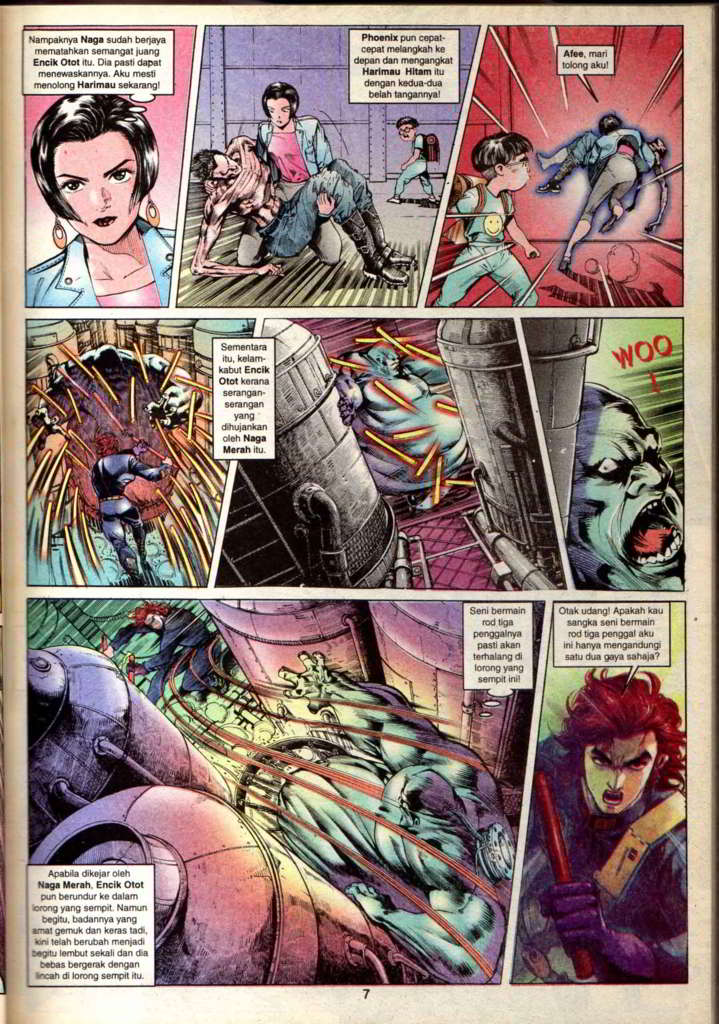 Nampaknya Naga sudah berjaya
mematahkan semangat juang
Encik Otot itu. Dia pasti dapat
menewaskannya. Aku mesti
menolong Harimau sekarang!
Phoenix pun cepat-
cepat melangkah ke
depan dan mengangkat
Harimau Hitam itu
dengan kedua-dua
belah tangannya!
Afee, mari
tolong aku!
Sementara
itu, kelam-
kabut Encik
Otot kerana
serangan-
serangan
yang
dihujankan
oleh Naga
Merah itu.
WOO
!
Seni bermain
rod tiga
penggalnya
pasti akan
terhalang di
lorong yang
sempit ini!
Otak udang! Apakah kau
sangka seni bermain
rod tiga penggal aku
ini hanya mengandungi
satu dua gaya sahaja?
Apabila dikejar oleh
Naga Merah, Encik Otot
pun berundur ke dalam
lorong yang sempit. Namun
begitu, badannya yang
amat gemuk dan keras tadi,
kini telah berubah menjadi
begitu lembut sekali dan dia
bebas bergerak dengan
lincah di lorong sempit itu.
7